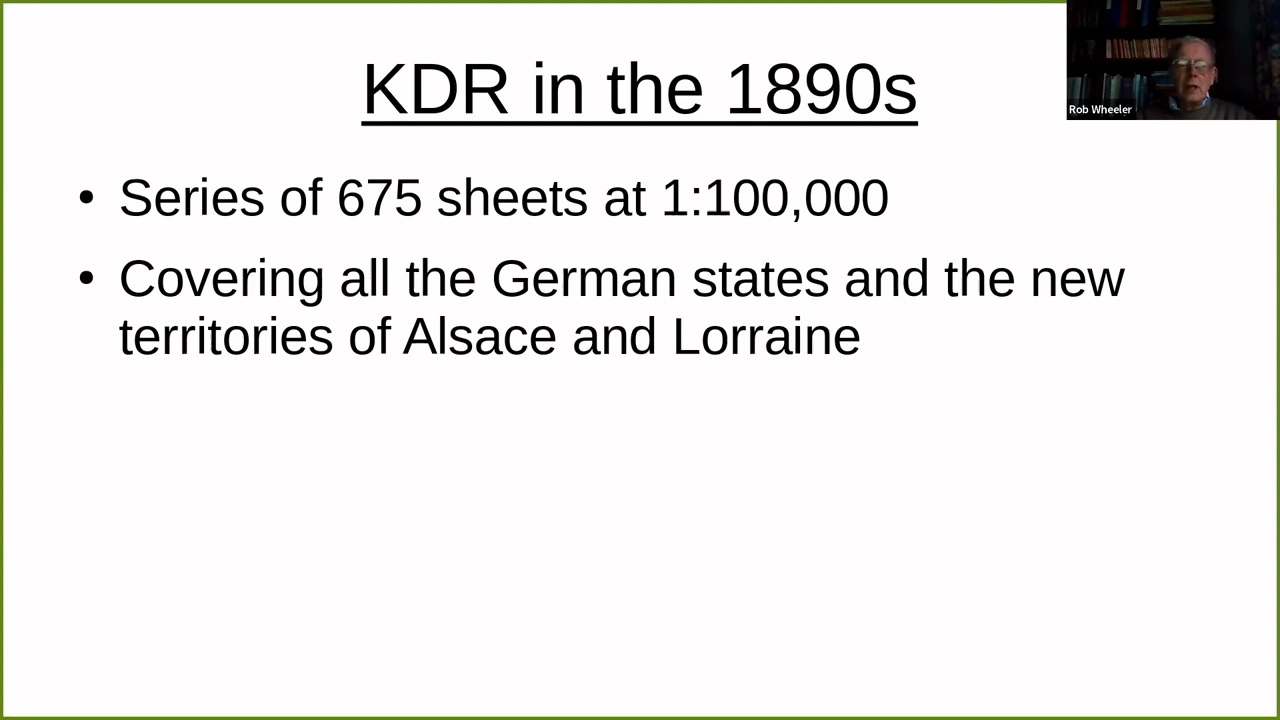 KDR in the 1890s
Rob Wheeler
• Series of 675 sheets at 1:100,000
• Covering all the German states and the new
territories of Alsace and Lorraine